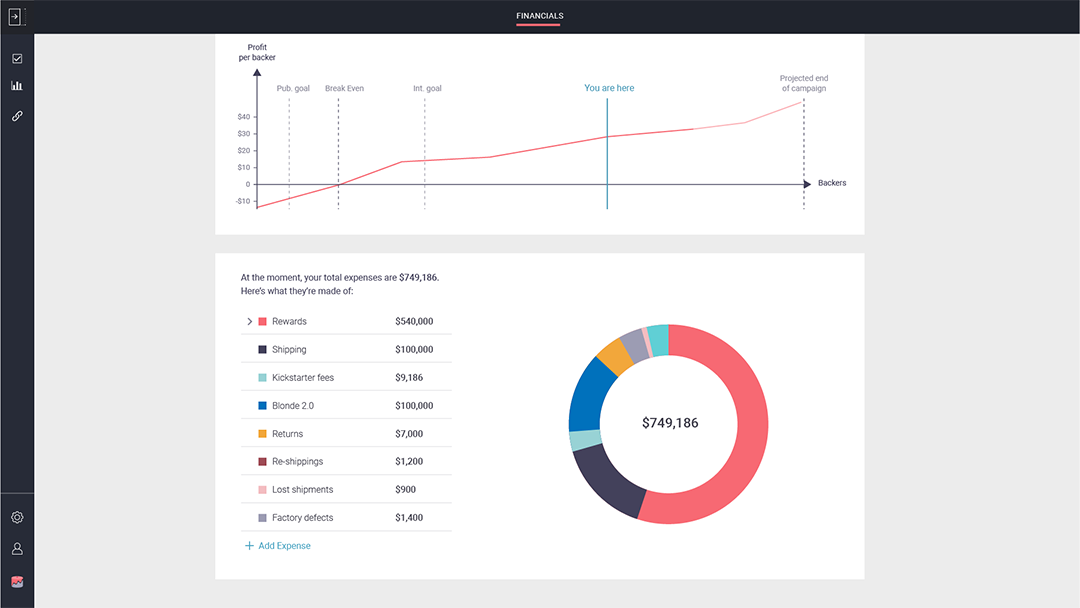 FINANCIALS
Profit
per backer
Pub. goal
Break Even
Int. goal
You are here
Projected end
of campaign
$40
$30
$20
$10
0
-$10
Backers
At the moment, your total expenses are $749,186.
Here's what they're made of:
Rewards $540,000
Shipping $100,000
Kickstarter fees $9,186
Blonde 2.0 $100,000
Returns $7,000
Re-shippings $1,200
Lost shipments $900
Factory defects $1,400
+ Add Expense
$749,186